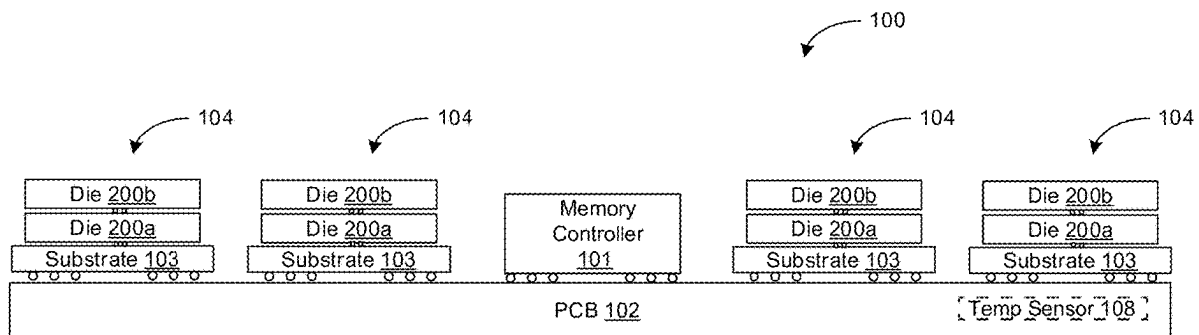 100
104
104
104
104
Die 200b
Die 200b
Die 200b
Die 200b
Memory
Controller
101
Die 200a
Die 200a
Die 200a
Die 200a
Substrate 103
Substrate 103
Substrate 103
Substrate 103
PCB 102
Temp Sensor 108